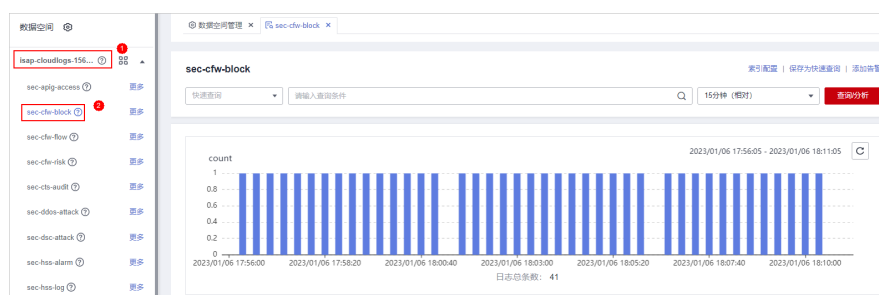 数据空间
数据空间管理 ×
sec-cfw-block ×
1
isap-cloudlogs-156... ?
sec-cfw-block
索引配置 | 保存为快速查询 | 添加告警
sec-apig-access ? 更多
快速查询
请输入查询条件
15分钟 (相对)
查询/分析
sec-cfw-block ? 更多
2
sec-cfw-flow ? 更多
sec-cfw-risk ? 更多
sec-cts-audit ? 更多
sec-ddos-attack ? 更多
sec-dsc-attack ? 更多
sec-hss-alarm ? 更多
sec-hss-log ? 更多
2023/01/06 17:56:05 - 2023/01/06 18:11:05
count
1
0.8
0.6
0.4
0.2
0
2023/01/06 17:56:00 2023/01/06 17:58:20 2023/01/06 18:00:40 2023/01/06 18:03:00 2023/01/06 18:05:20 2023/01/06 18:07:40 2023/01/06 18:10:00
日志总条数: 41